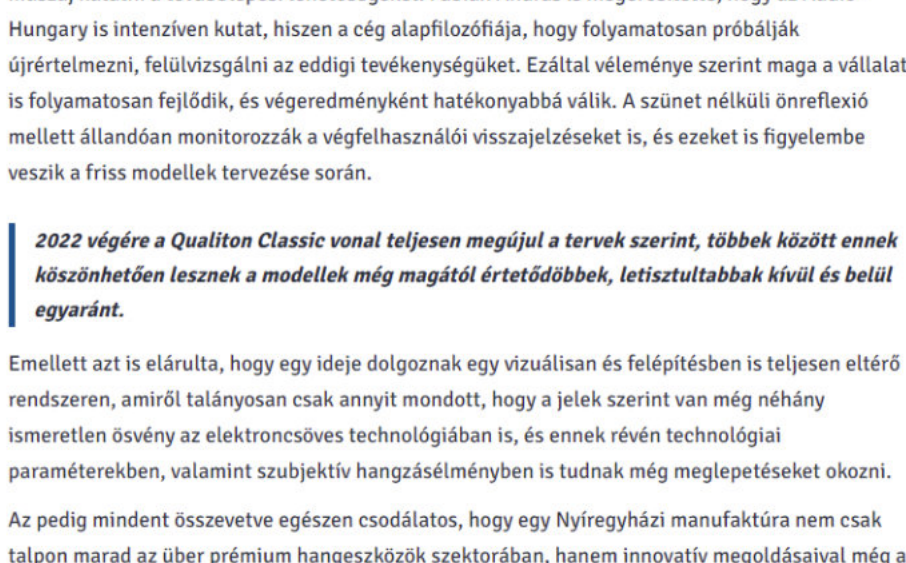 Hungary is intenzíven kutat, hiszen a cég alapfilozófiája, hogy folyamatosan próbálják
újrértelmezni, felülvizsgálni az eddigi tevékenységüket. Ezáltal véleménye szerint maga a vállalat
is folyamatosan fejlődik, és végeredményként hatékonyabbá válik. A szünet nélküli önreflexió
mellett állandóan monitorozzák a végfelhasználói visszajelzéseket is, és ezeket is figyelembe
veszik a friss modellek tervezése során.
2022 végére a Qualiton Classic vonal teljesen megújul a tervek szerint, többek között ennek
köszönhetően lesznek a modellek még magától értetődöbbek, letisztultabbak kívül és belül
egyaránt.
Emellett azt is elárulta, hogy egy ideje dolgoznak egy vizuálisan és felépítésben is teljesen eltérő
rendszeren, amiről talányosan csak annyit mondott, hogy a jelek szerint van még néhány
ismeretlen ösvény az elektroncsöves technológiában is, és ennek révén technológiai
paraméterekben, valamint szubjektív hangzásélményben is tudnak még meglepetéseket okozni.
Az pedig mindent összevetve egészen csodálatos, hogy egy Nyíregyházi manufaktúra nem csak
talpon marad az über prémium hangeszközök szektorában, hanem innovatív megoldásaival még a